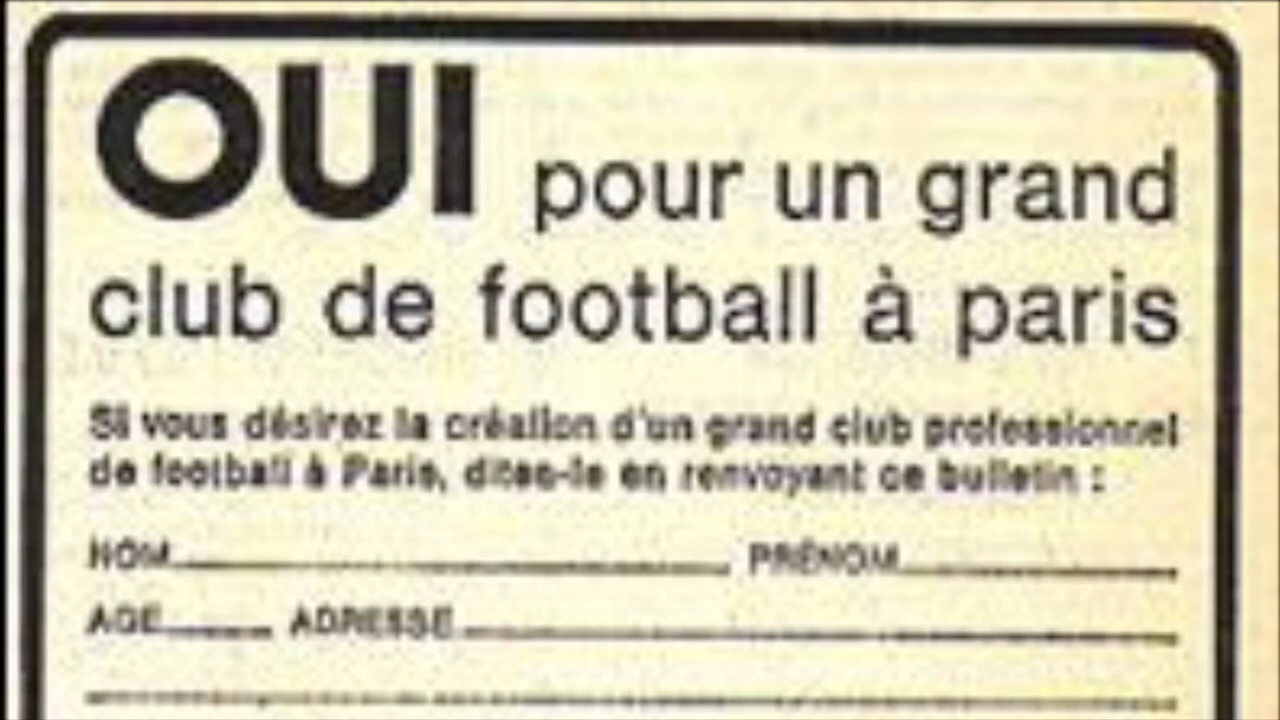 OUI pour un grand
club de football à paris
Si vous désirez la création d'un grand club professionnel
de football à Paris, dites-le en renvoyant ce bulletin :
NOM PRÉNOM
AGE ADRESSE